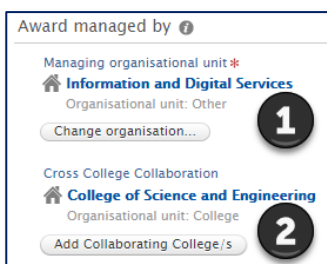 Award managed by
Managing organisational unit *
Information and Digital Services
Organisational unit: Other
Change organisation...
1
Cross College Collaboration
College of Science and Engineering
Organisational unit: College
Add Collaborating College/s
2